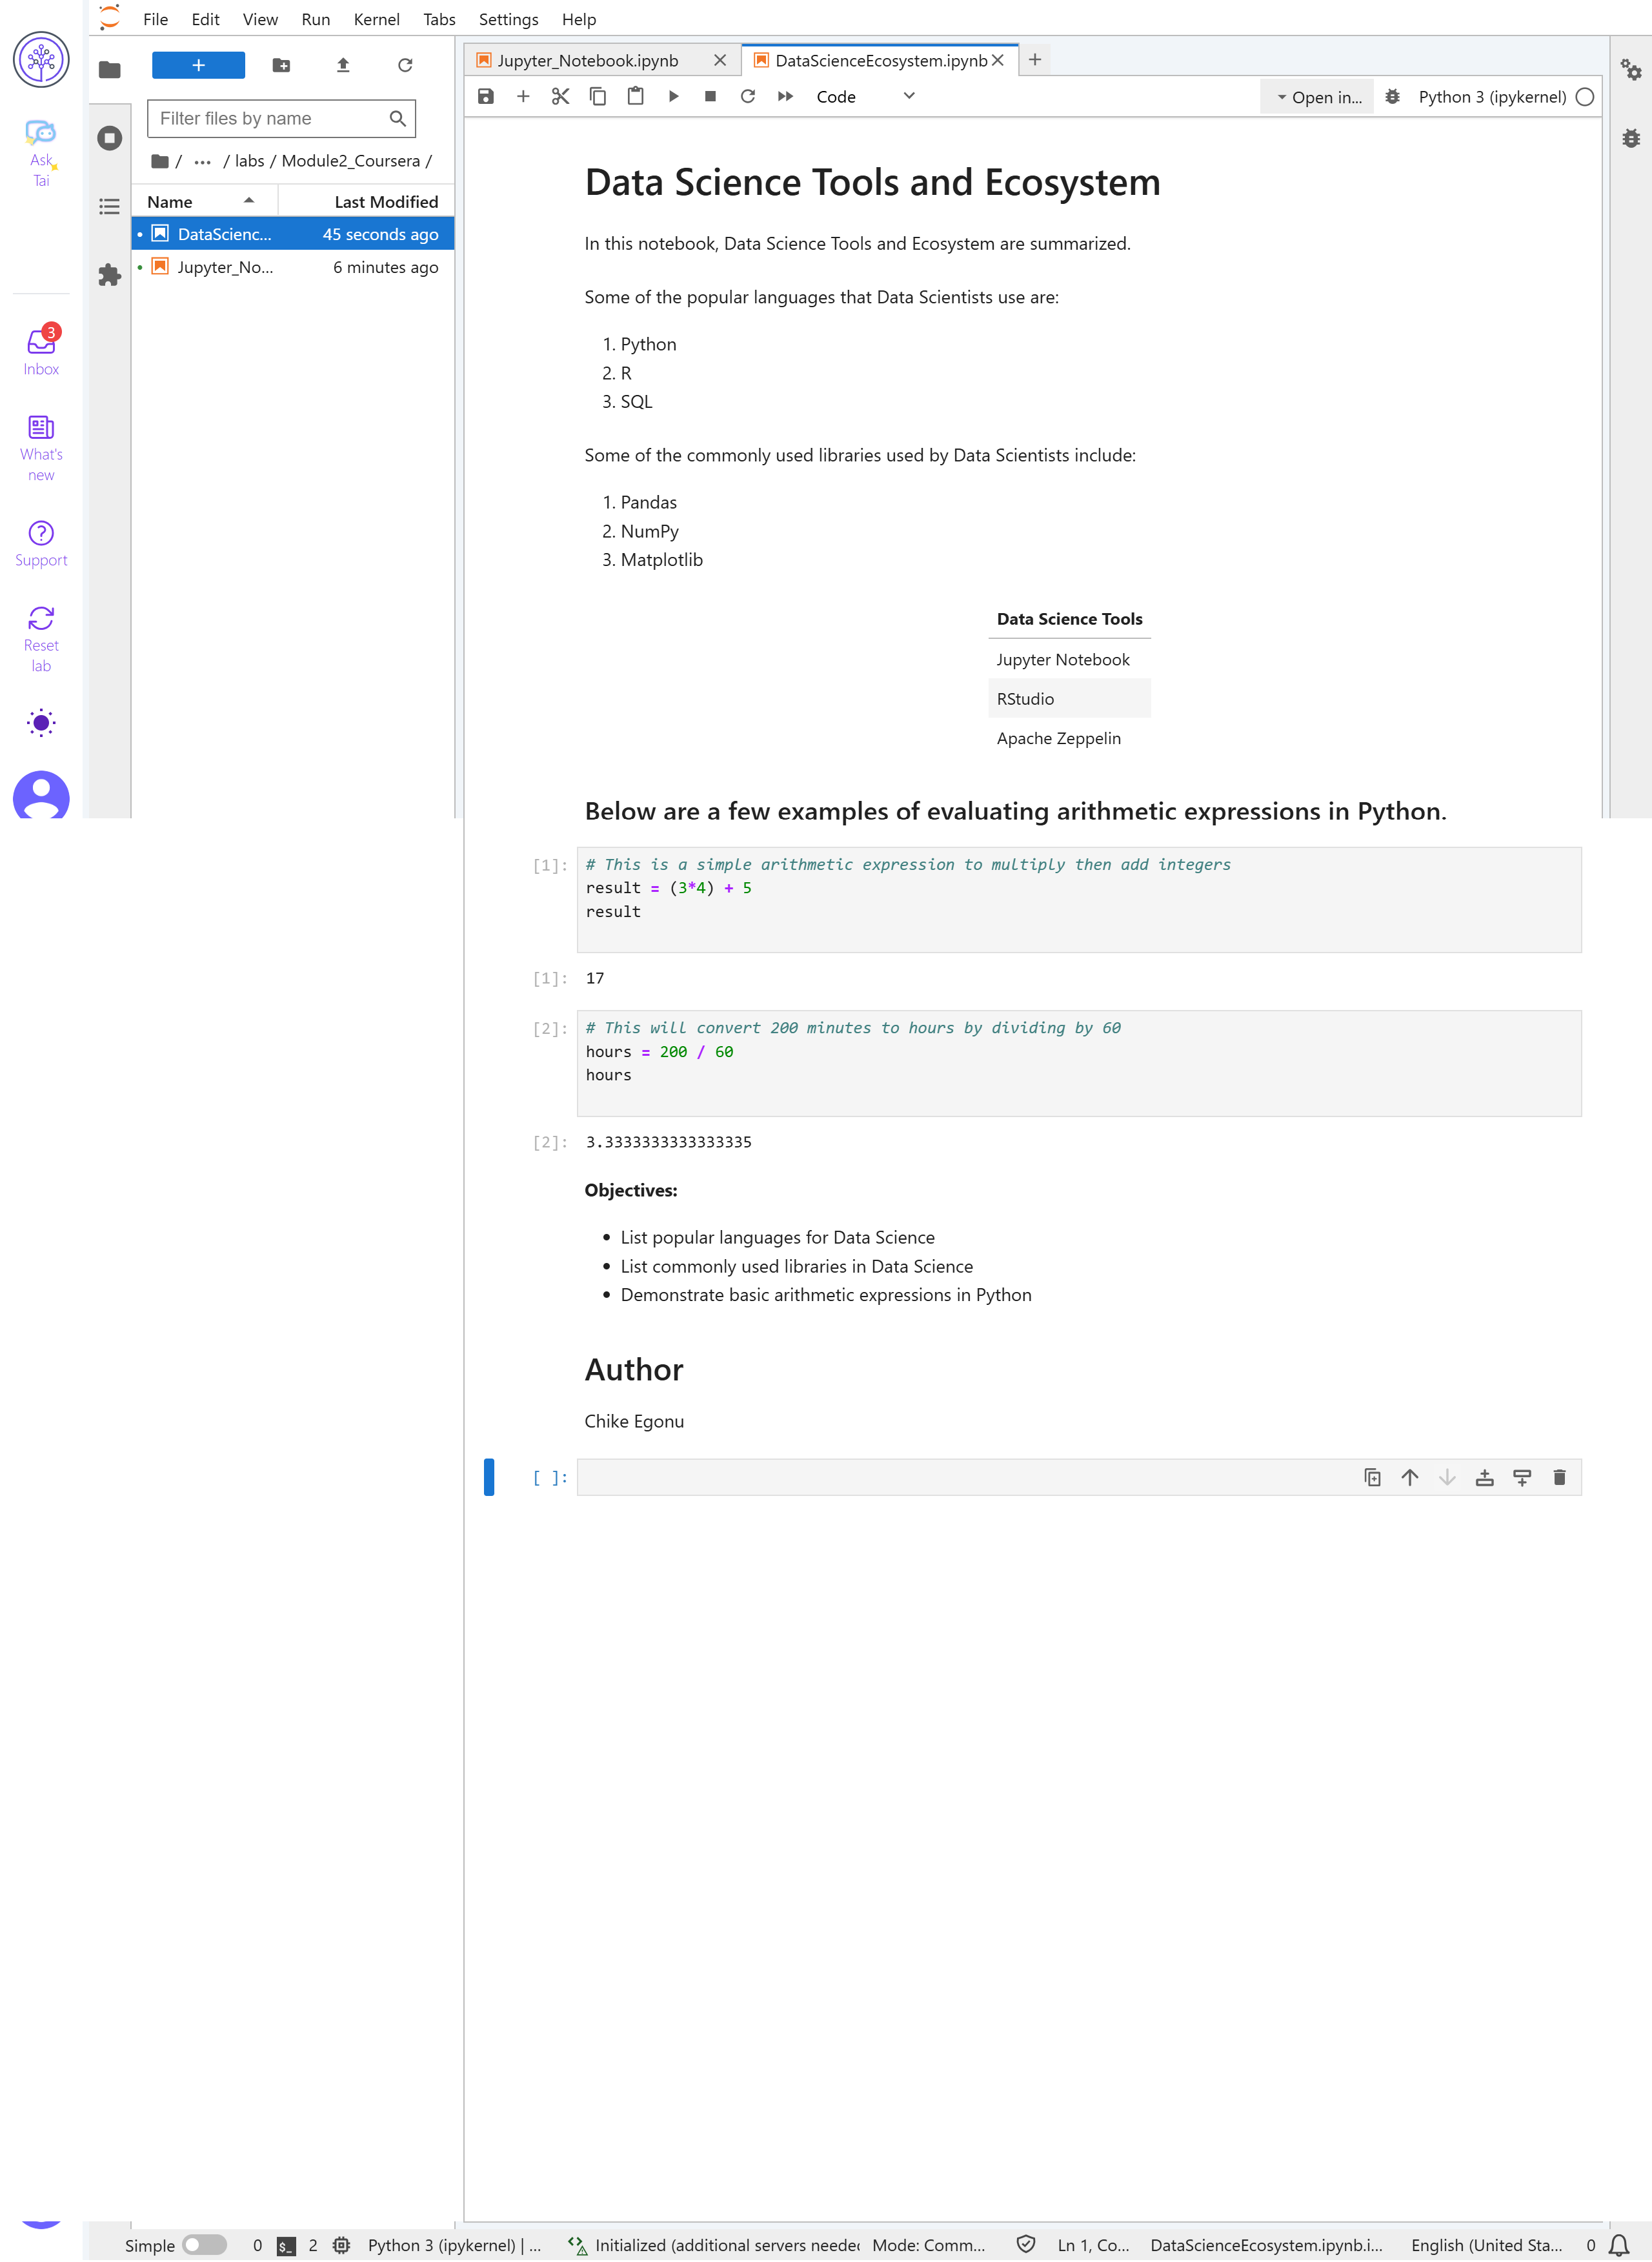 File Edit View Run Kernel Tabs Settings Help
Ask
Tai
3
Inbox
What's
new
Support
Reset
lab
Filter files by name
/ ... / labs / Module2_Coursera /
Name Last Modified
DataScienc... 45 seconds ago
Jupyter_No... 6 minutes ago
Jupyter_Notebook.ipynb
DataScienceEcosystem.ipynb
Code
Open in...
Python 3 (ipykernel)
Data Science Tools and Ecosystem
In this notebook, Data Science Tools and Ecosystem are summarized.
Some of the popular languages that Data Scientists use are:
1. Python
2. R
3. SQL
Some of the commonly used libraries used by Data Scientists include:
1. Pandas
2. NumPy
3. Matplotlib
Data Science Tools
Jupyter Notebook
RStudio
Apache Zeppelin
Below are a few examples of evaluating arithmetic expressions in Python.
[1]: # This is a simple arithmetic expression to multiply then add integers
result = (3*4) + 5
result
[1]: 17
[2]: # This will convert 200 minutes to hours by dividing by 60
hours = 200 / 60
hours
[2]: 3.3333333333333335
Objectives:
• List popular languages for Data Science
• List commonly used libraries in Data Science
• Demonstrate basic arithmetic expressions in Python
Author
Chike Egonu
[ ]:
Simple 0 $_ 2 Python 3 (ipykernel) | ... Initialized (additional servers neede Mode: Comm... Ln 1, Co... DataScienceEcosystem.ipynb.i... English (United Sta... 0